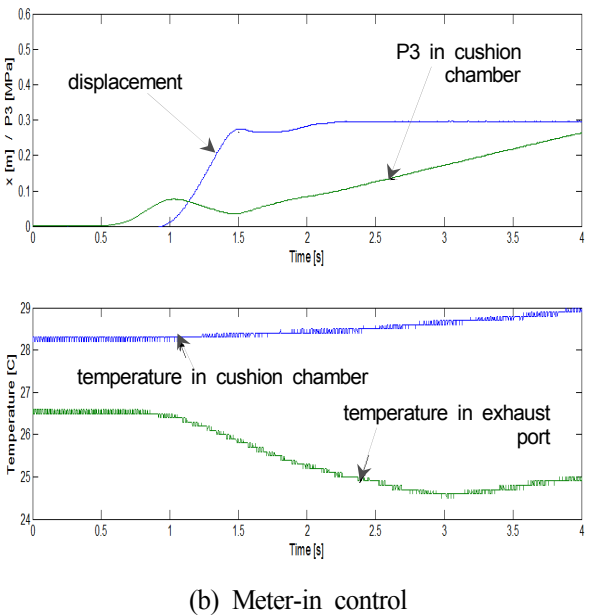 0.6
0.5
0.4
0.3
0.2
0.1
0
x [m] / P3 [MPa]
displacement
P3 in cushion
chamber
0 0.5 1 1.5 2 2.5 3 3.5 4
Time [s]
29
28
27
26
25
24
Temperature [C]
temperature in cushion chamber
temperature in exhaust
port
0 0.5 1 1.5 2 2.5 3 3.5 4
Time [s]
(b) Meter-in control